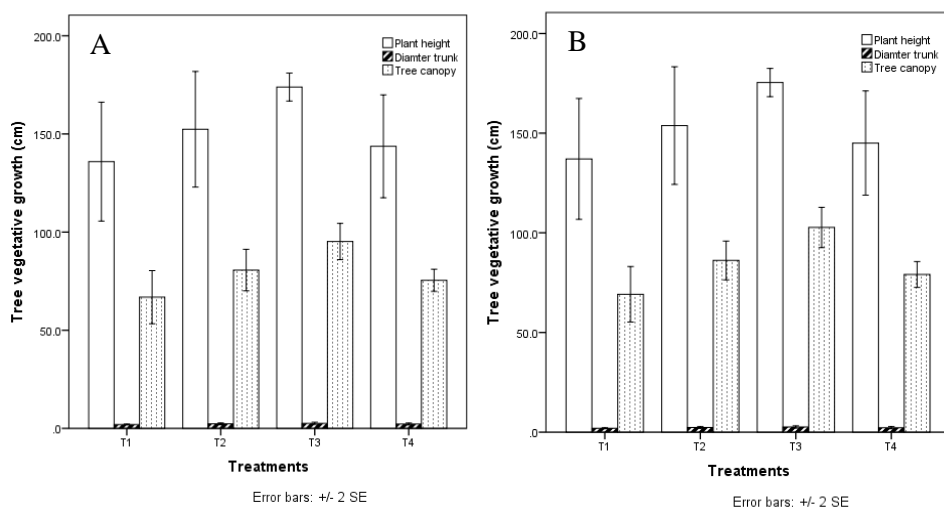 A
Plant height
Diamter trunk
Tree canopy
Tree vegetative growth (cm)
200.0
150.0
100.0
50.0
.0
T1 T2 T3 T4
Treatments
Error bars: +/- 2 SE
B
Plant height
Diamter trunk
Tree canopy
Tree vegetative growth (cm)
200.0
150.0
100.0
50.0
.0
T1 T2 T3 T4
Treatments
Error bars: +/- 2 SE